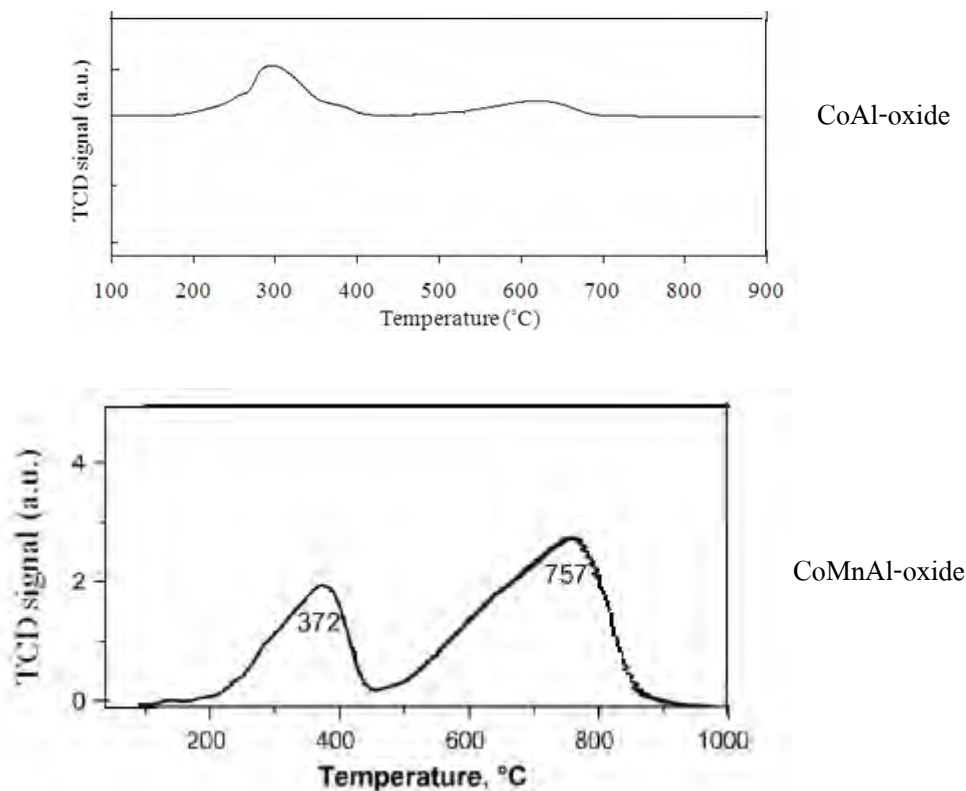 TCD signal (a.u.)
CoAl-oxide
100 200 300 400 500 600 700 800 900
Temperature (°C)
TCD signal (a.u.)
4
2
0
372
757
CoMnAl-oxide
200 400 600 800 1000
Temperature, °C